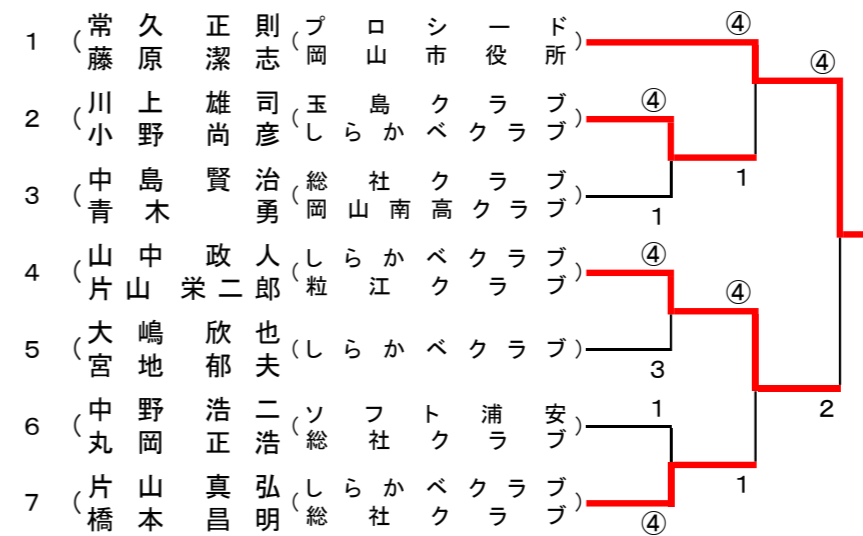 常久 正則 プロシード ④
1 ( ( )
藤原 潔志 岡山市役所 ④
川上 雄司 玉島クラブ ④
2 ( ( )
小野 尚彦 しらかべクラブ
中島 賢治 総社クラブ 1
3 ( ( )
青木 勇 岡山南高クラブ 1
山中 政人 しらかべクラブ ④
4 ( ( )
片山 栄二郎 粒江クラブ ④
大嶋 欣也
5 ( (しらかべクラブ)
宮地 郁夫 3
中野 浩二 ソフト浦安 1 2
6 ( ( )
丸岡 正浩 総社クラブ
片山 真弘 しらかべクラブ 1
7 ( ( )
橋本 昌明 総社クラブ ④